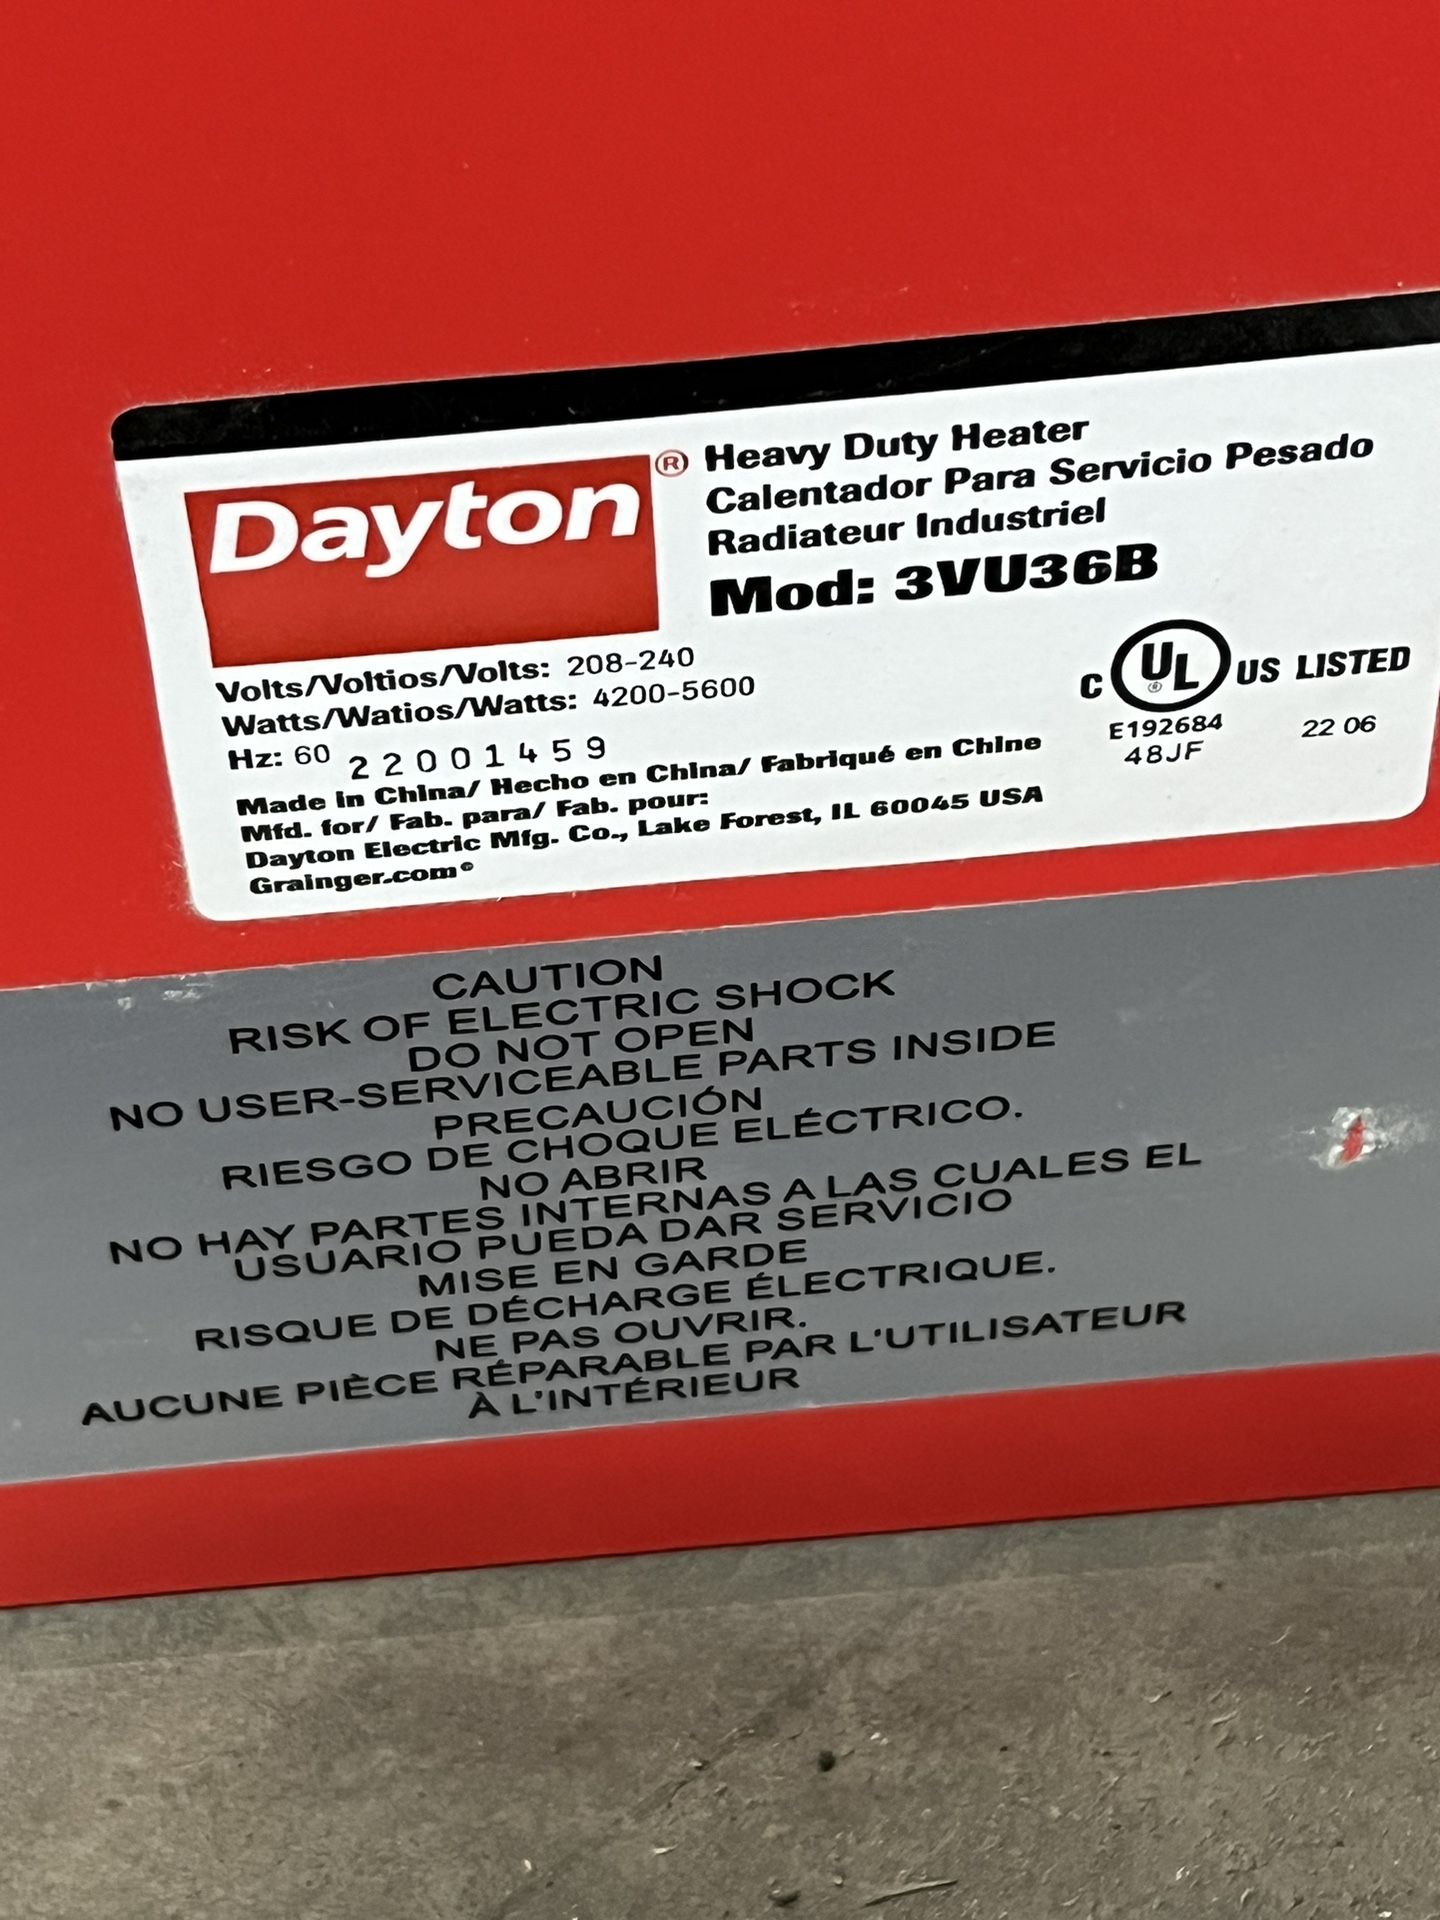 Dayton®
Heavy Duty Heater
Calentador Para Servicio Pesado
Radiateur Industriel
Mod: 3VU36B
Volts/Voltios/Volts: 208-240
Watts/Watios/Watts: 4200-5600
Hz: 60 22001459
Made in China/ Hecho en China/ Fabriqué en Chine
Mfd. for/ Fab. para/ Fab. pour:
Dayton Electric Mfg. Co., Lake Forest, IL 60045 USA
Grainger.com®
C UL® US LISTED
E192684 22 06
48JF
CAUTION
RISK OF ELECTRIC SHOCK
DO NOT OPEN
NO USER-SERVICEABLE PARTS INSIDE
PRECAUCIÓN
RIESGO DE CHOQUE ELÉCTRICO.
NO ABRIR
NO HAY PARTES INTERNAS A LAS CUALES EL
USUARIO PUEDA DAR SERVICIO
MISE EN GARDE
RISQUE DE DÉCHARGE ÉLECTRIQUE.
NE PAS OUVRIR.
AUCUNE PIÈCE RÉPARABLE PAR L'UTILISATEUR
À L'INTÉRIEUR